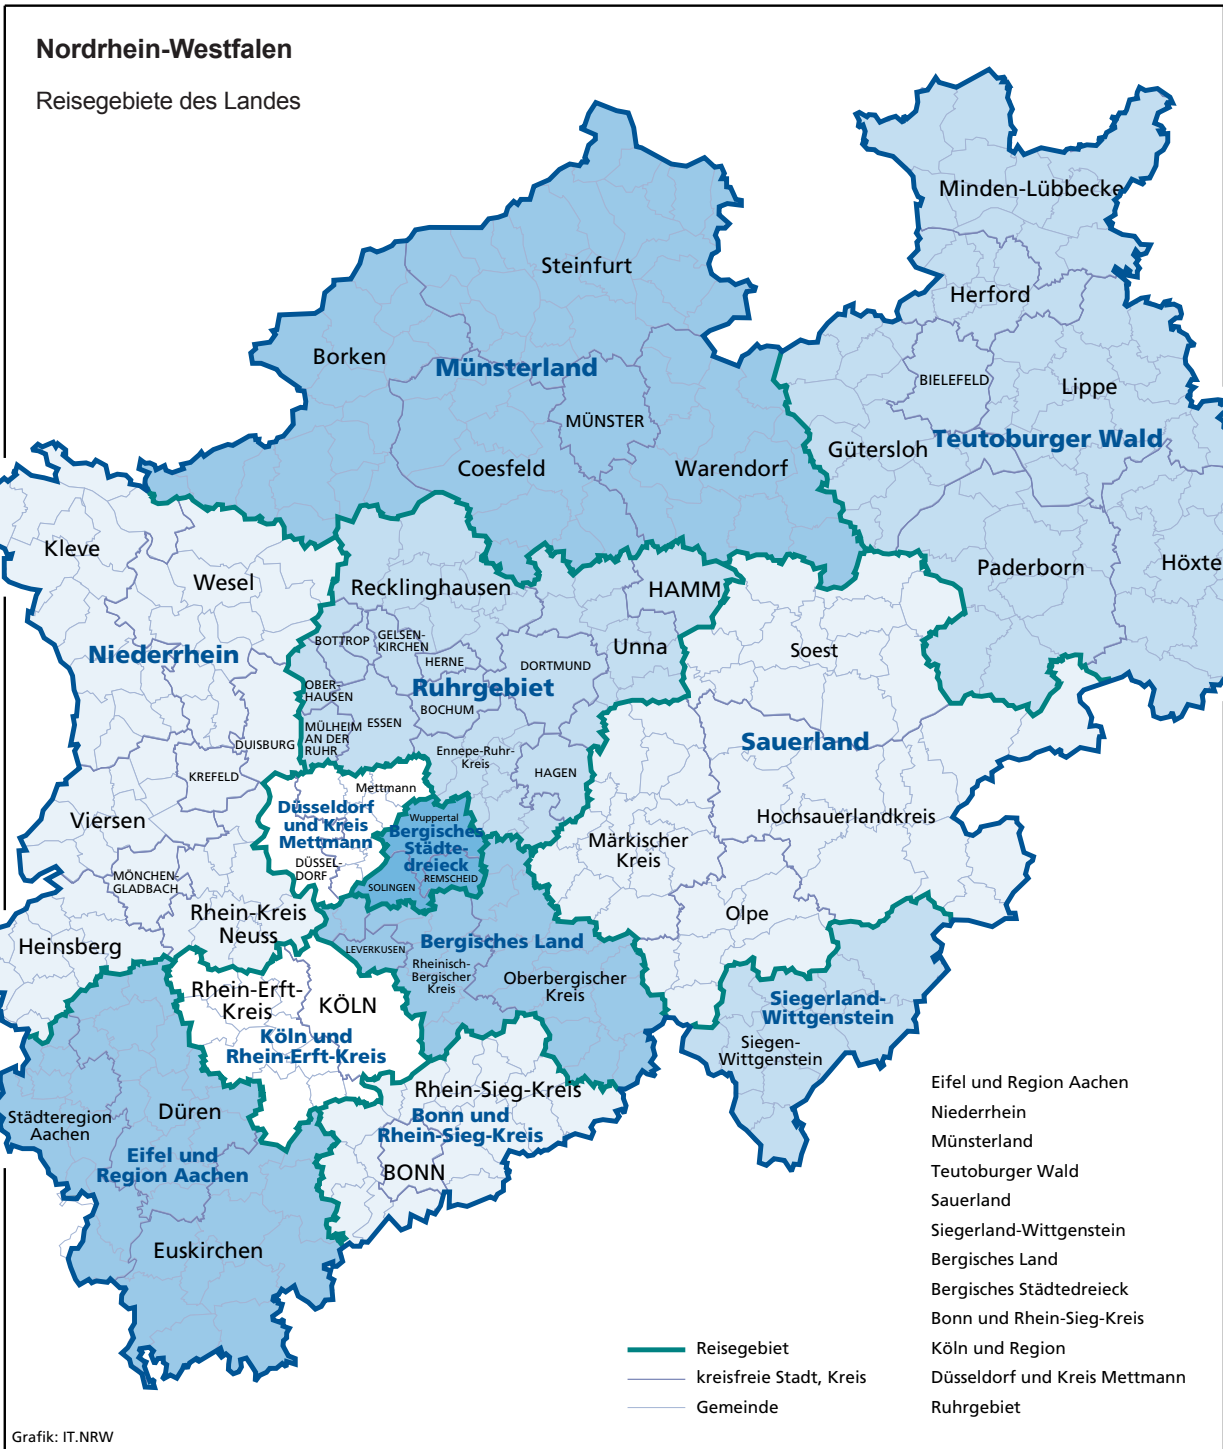 Nordrhein-Westfalen
Reisegebiete des Landes
Minden-Lübbecke
Steinfurt
Herford
Borken
Münsterland
BIELEFELD
Lippe
MÜNSTER
Teutoburger Wald
Gütersloh
Coesfeld
Warendorf
Kleve
Wesel
Recklinghausen
HAMM
Paderborn
Höxte
BOTTROP
GELSEN-
KIRCHEN
Niederrhein
HERNE
DORTMUND
Unna
Soest
OBER-
HAUSEN
Ruhrgebiet
BOCHUM
ESSEN
MÜLHEIM
AN DER
RUHR
DUISBURG
Sauerland
Ennepe-Ruhr-
Kreis
HAGEN
KREFELD
Mettmann
Düsseldorf
und Kreis
Mettmann
Viersen
Wuppertal
Bergisches
Städte-
dreieck
Hochsauerlandkreis
Märkischer
Kreis
DÜSSEL-
DORF
REMSCHEID
SOLINGEN
MÖNCHEN-
GLADBACH
Rhein-Kreis
Neuss
Olpe
Heinsberg
LEVERKUSEN
Bergisches Land
Rheinisch-
Bergischer
Kreis
Oberbergischer
Kreis
Rhein-Erft-
Kreis
KÖLN
Siegerland-
Wittgenstein
Köln und
Rhein-Erft-Kreis
Siegen-
Wittgenstein
Rhein-Sieg-Kreis
Städteregion
Aachen
Düren
Bonn und
Rhein-Sieg-Kreis
Eifel und
Region Aachen
BONN
Euskirchen
Eifel und Region Aachen
Niederrhein
Münsterland
Teutoburger Wald
Sauerland
Siegerland-Wittgenstein
Bergisches Land
Bergisches Städtedreieck
Bonn und Rhein-Sieg-Kreis
Köln und Region
Düsseldorf und Kreis Mettmann
Ruhrgebiet
Reisegebiet
kreisfreie Stadt, Kreis
Gemeinde
Grafik: IT.NRW